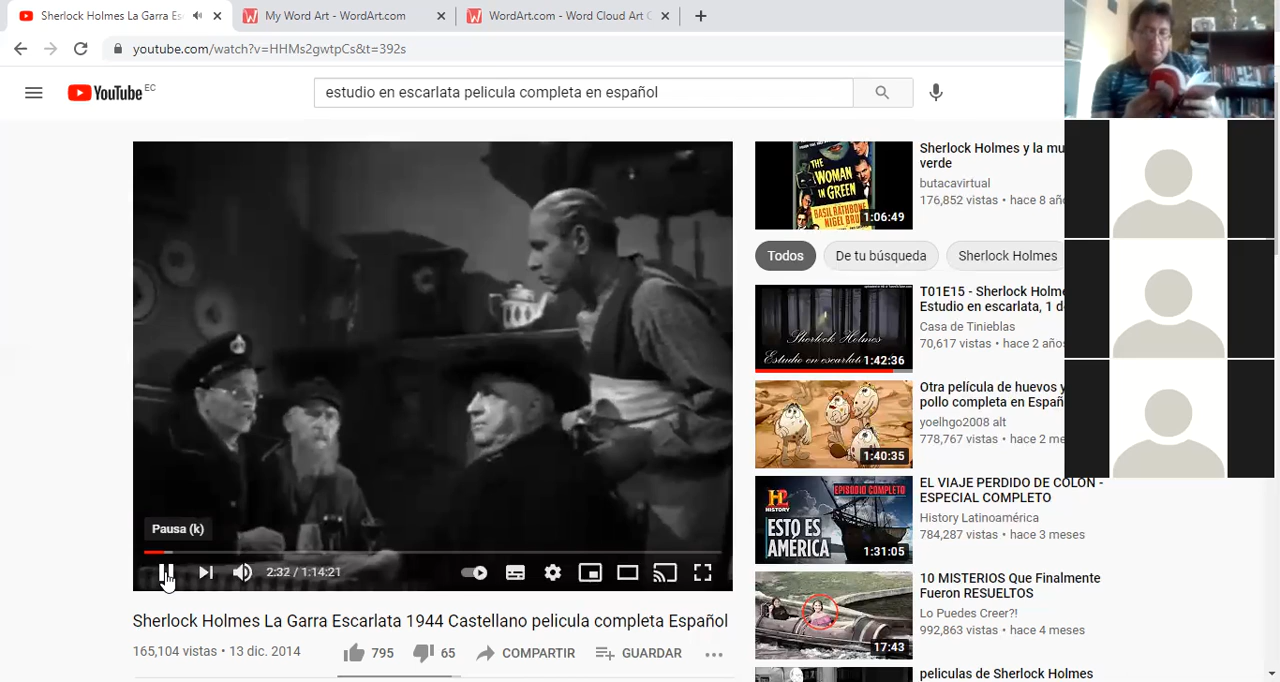 Sherlock Holmes La Garra Es
My Word Art - WordArt.com
WordArt.com - Word Cloud Art C
youtube.com/watch?v=HHMs2gwtpCs&t=392s
YouTube EC
estudio en escarlata pelicula completa en español
Pausa (k)
2:32 / 1:14:21
Sherlock Holmes La Garra Escarlata 1944 Castellano pelicula completa Español
165,104 vistas • 13 dic. 2014
795
65
COMPARTIR
GUARDAR
THE WOMAN IN GREEN
BASIL RATHBONE
NIGEL BRU
1:06:49
Sherlock Holmes y la mu
verde
butacavirtual
176,852 vistas • hace 8 año
Todos
De tu búsqueda
Sherlock Holmes
Sherlock Holmes
Estudio en escarlata
1:42:36
T01E15 - Sherlock Holme
Estudio en escarlata, 1 d
Casa de Tinieblas
70,617 vistas • hace 2 años
1:40:35
Otra película de huevos y
pollo completa en Españ
yoelhgo2008 alt
778,767 vistas • hace 2 me
H
HISTORY
EPISODIO COMPLETO
ESTO ES
AMÉRICA
1:31:05
EL VIAJE PERDIDO DE COLÓN -
ESPECIAL COMPLETO
History Latinoamérica
784,287 vistas • hace 3 meses
17:43
10 MISTERIOS Que Finalmente
Fueron RESUELTOS
Lo Puedes Creer?!
992,863 vistas • hace 4 meses
peliculas de Sherlock Holmes